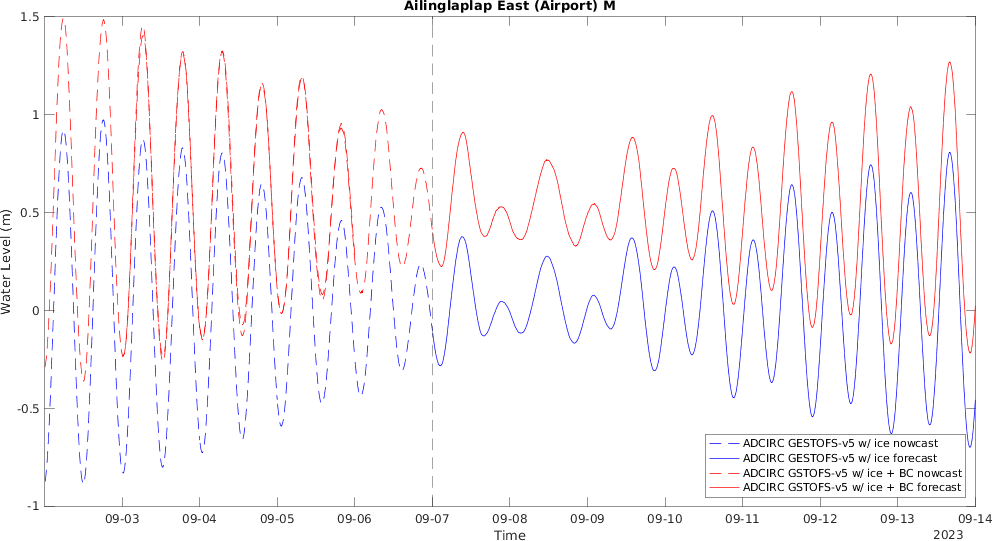 Ailinglaplap East (Airport) M
Water Level (m)
1.5
1
0.5
0
-0.5
-1
ADCIRC GESTOFS-v5 w/ ice nowcast
ADCIRC GESTOFS-v5 w/ ice forecast
ADCIRC GSTOFS-v5 w/ ice + BC nowcast
ADCIRC GSTOFS-v5 w/ ice + BC forecast
09-03 09-04 09-05 09-06 09-07 09-08 09-09 09-10 09-11 09-12 09-13 09-14
Time
2023